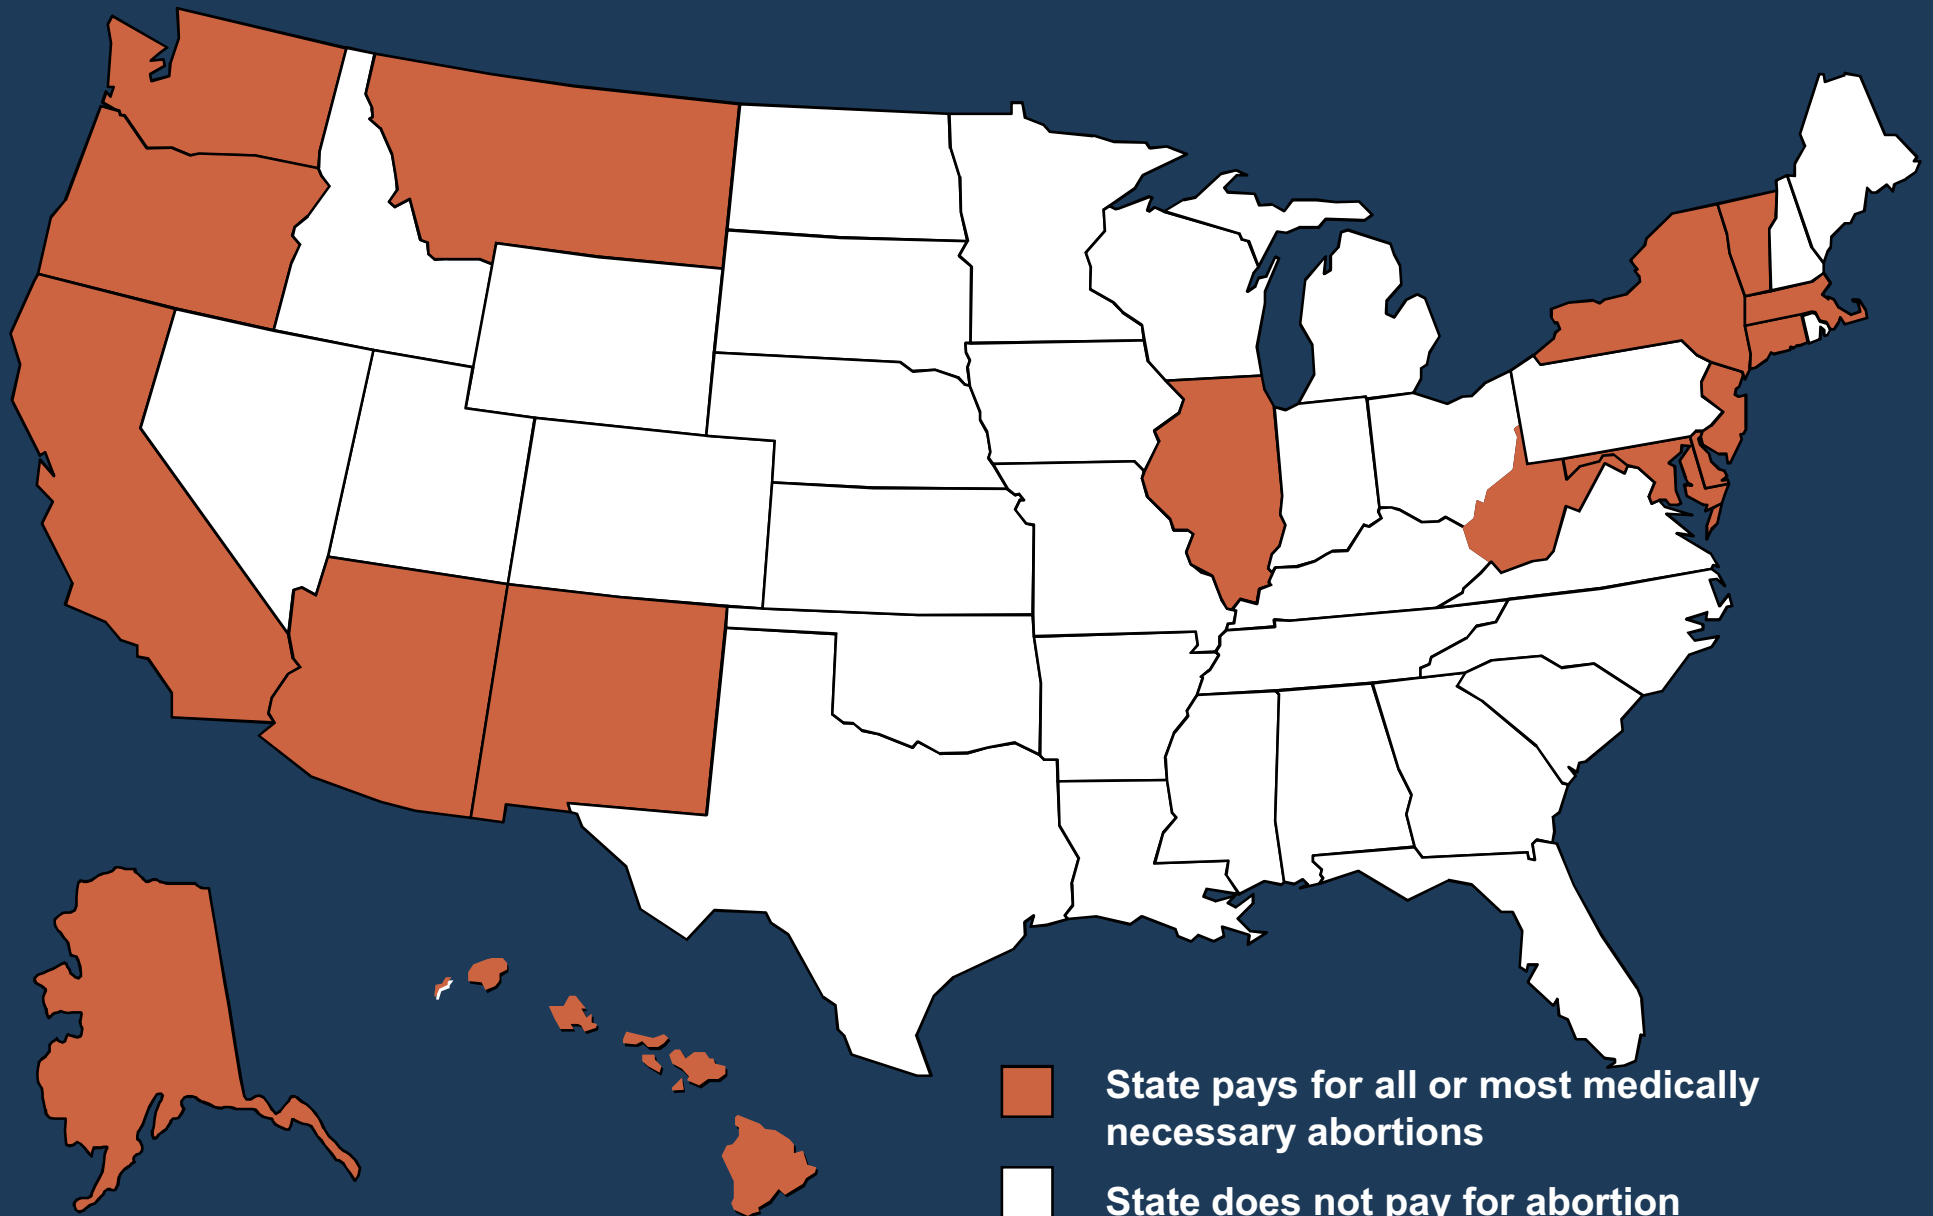 State pays for all or most medically
necessary abortions
State does not pay for abortion